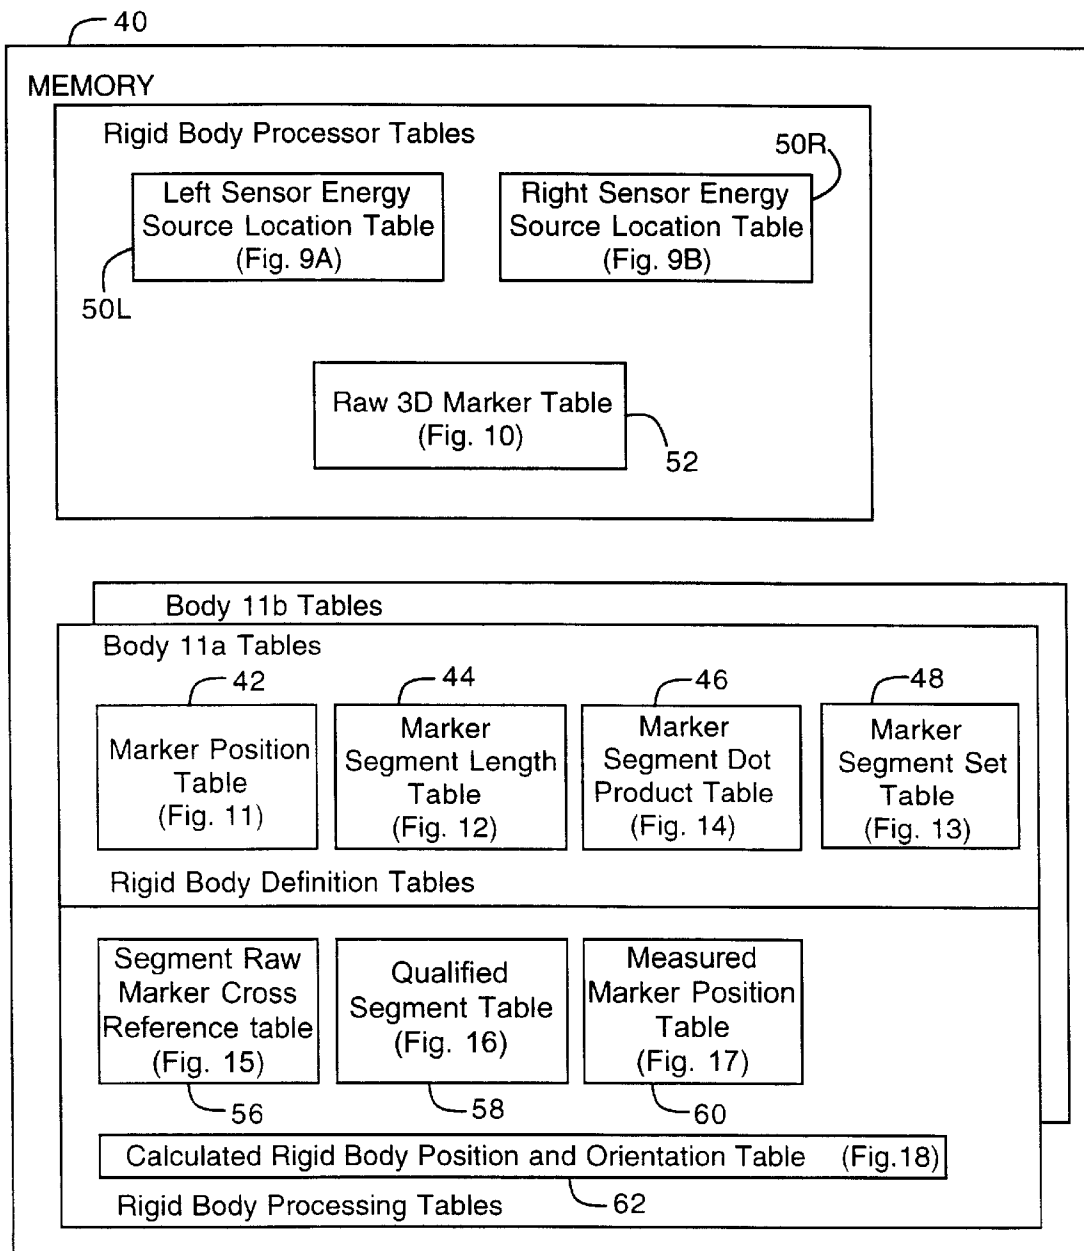 40
MEMORY
Rigid Body Processor Tables
50R
Left Sensor Energy
Source Location Table
(Fig. 9A)
Right Sensor Energy
Source Location Table
(Fig. 9B)
50L
Raw 3D Marker Table
(Fig. 10)
52
Body 11b Tables
Body 11a Tables
42
44
46
48
Marker Position
Table
(Fig. 11)
Marker
Segment Length
Table
(Fig. 12)
Marker
Segment Dot
Product Table
(Fig. 14)
Marker
Segment Set
Table
(Fig. 13)
Rigid Body Definition Tables
Segment Raw
Marker Cross
Reference table
(Fig. 15)
Qualified
Segment Table
(Fig. 16)
Measured
Marker Position
Table
(Fig. 17)
56
58
60
Calculated Rigid Body Position and Orientation Table (Fig.18)
62
Rigid Body Processing Tables